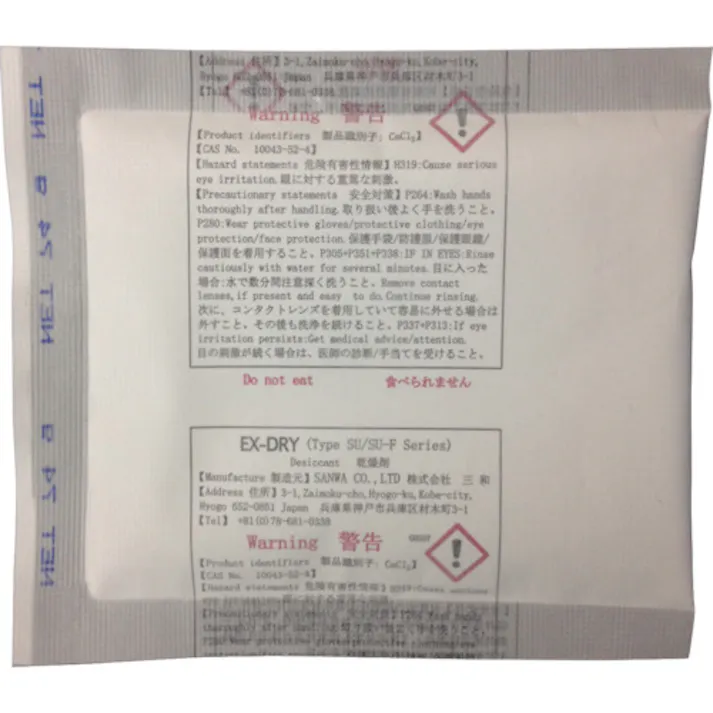 【Address 住所】3-1,Zaimoku-cho,Hyogo-ku,Kobe-city,
Hyogo Japan 兵庫県神戸市兵庫区材木町3-1
【Tel】
Warning 警告
【Product identifiers 製品識別子: CaCl₂】
【CAS No. 10043-52-4】
【Hazard statements 危険有害性情報】H319:Cause serious
eye irritation.眼に対する重篤な刺激。
【Precautionary statements 安全対策】P264:Wash hands
thoroughly after handling.取り扱い後よく手を洗うこと。
P280:Wear protective gloves/protective clothing/eye
protection/face protection.保護手袋/防護服/保護眼鏡/
保護面を着用すること。P305+P351+P338:IF IN EYES:Rinse
cautiously with water for several minutes.目に入った
場合:水で数分間注意深く洗うこと。Remove contact
lenses,if present and easy to do.Continue rinsing.
次に、コンタクトレンズを着用していて容易に外せる場合は
外すこと。その後も洗浄を続けること。P337+P313:If eye
irritation persists:Get medical advice/attention.
目の刺激が続く場合は、医師の診断/手当てを受けること。
Do not eat 食べられません
EX-DRY (Type SU/SU-F Series)
Desiccant 乾燥剤
【Manufacture 製造元】SANWA CO.,LTD 株式会社 三和
【Address 住所】3-1,Zaimoku-cho,Hyogo-ku,Kobe-city,
Hyogo 652-0851 Japan 兵庫県神戸市兵庫区材木町3-1
【Tel】 +81(0)78-681-0338
Warning 警告
【Product identifiers 製品識別子: CaCl₂】
【CAS No. 10043-52-4】
【Hazard statements 危険有害性情報】H319:Cause serious